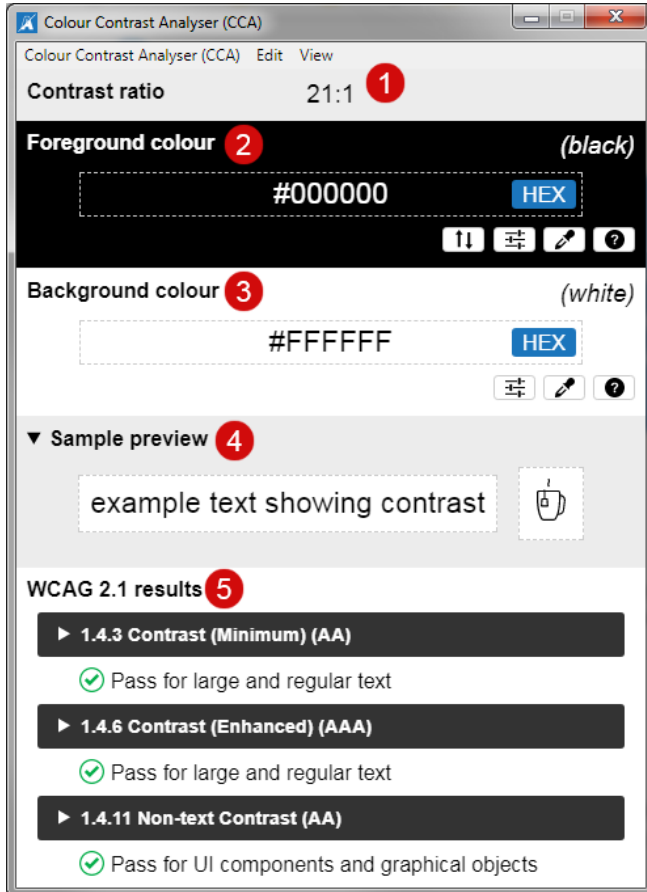 Colour Contrast Analyser (CCA)
Colour Contrast Analyser (CCA) Edit View
Contrast ratio 21:1 1
Foreground colour 2 (black)
#000000 HEX
?
Background colour 3 (white)
#FFFFFF HEX
?
▼ Sample preview 4
example text showing contrast
WCAG 2.1 results 5
▶ 1.4.3 Contrast (Minimum) (AA)
Pass for large and regular text
▶ 1.4.6 Contrast (Enhanced) (AAA)
Pass for large and regular text
▶ 1.4.11 Non-text Contrast (AA)
Pass for UI components and graphical objects